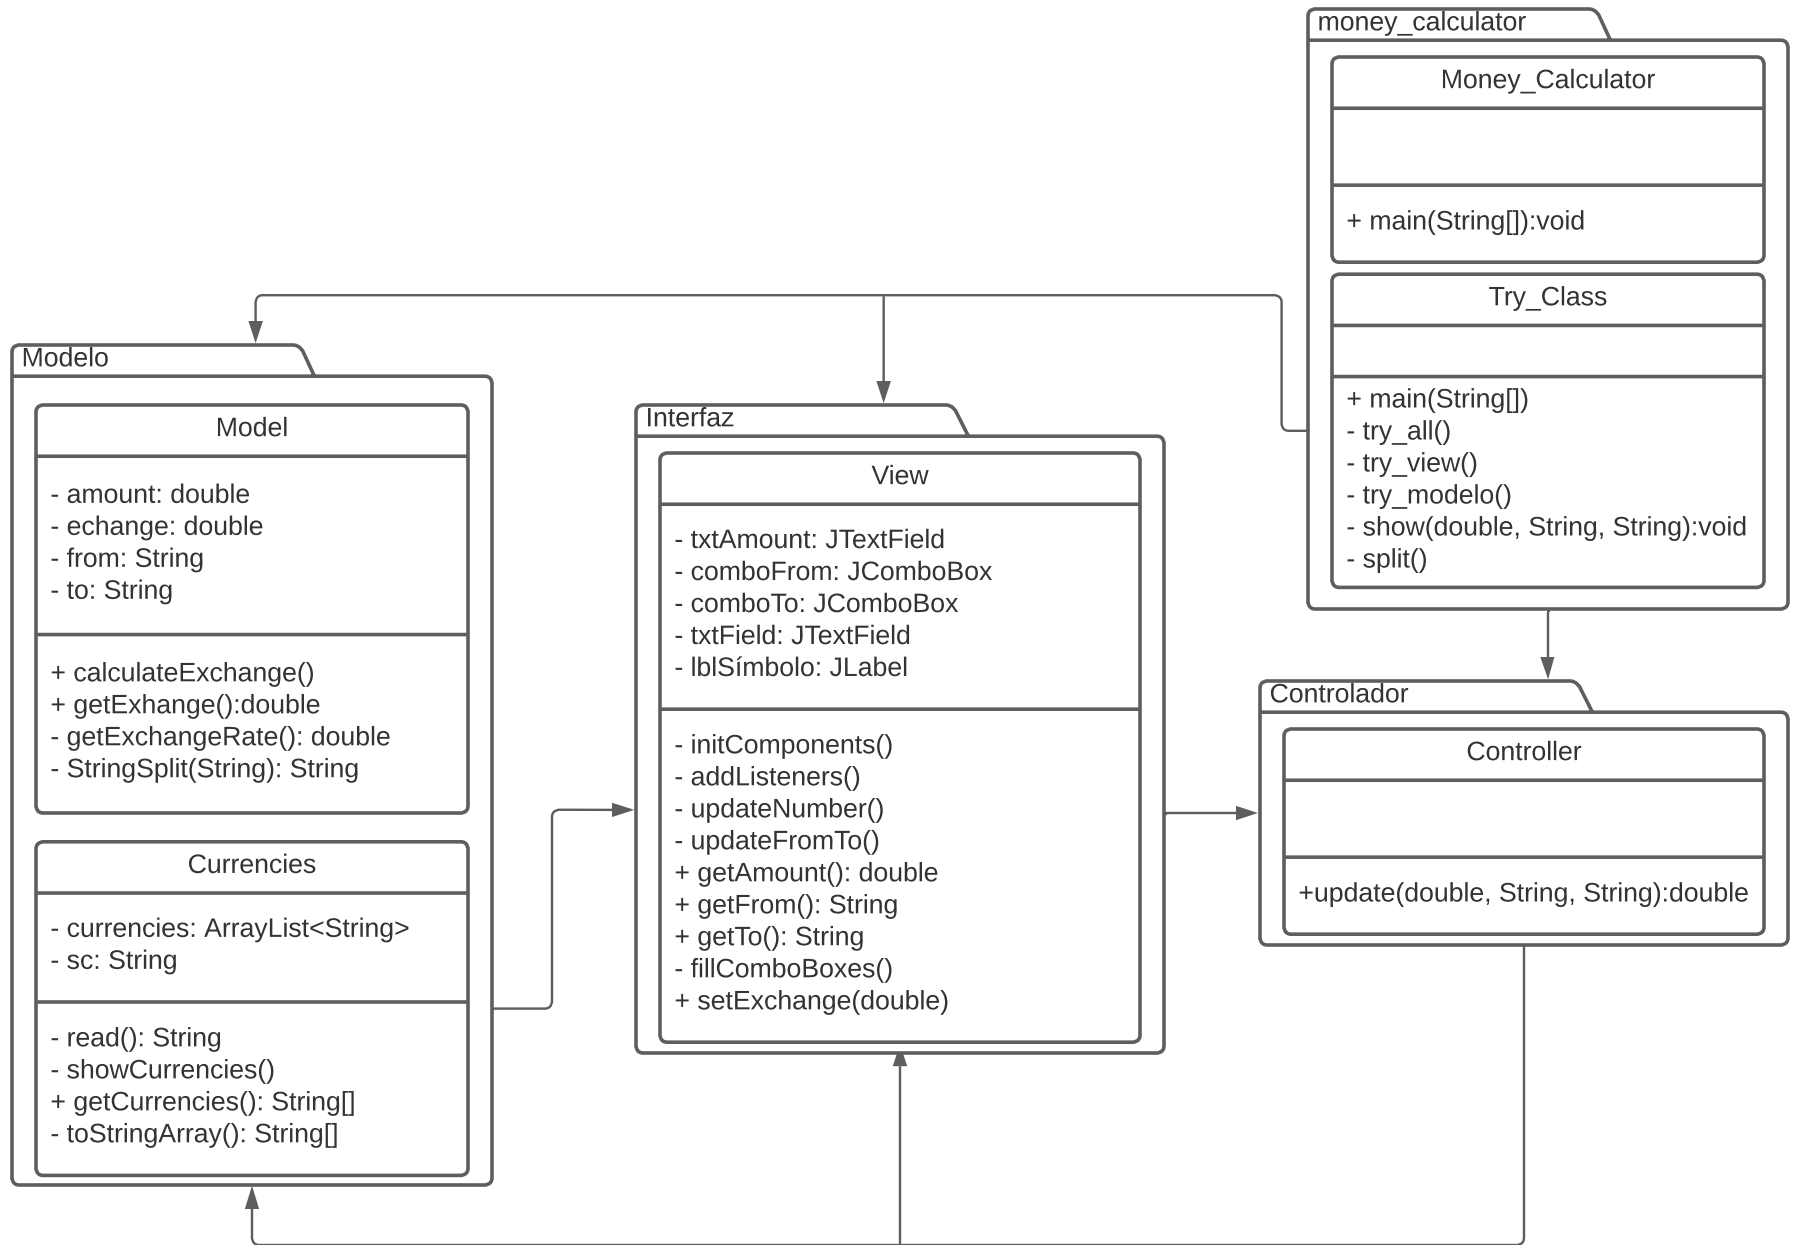 money_calculator
Money_Calculator
+ main(String[]):void
Try_Class
+ main(String[])
- try_all()
- try_view()
- try_modelo()
- show(double, String, String):void
- split()
Modelo
Model
- amount: double
- echange: double
- from: String
- to: String
+ calculateExchange()
+ getExhange():double
- getExchangeRate(): double
- StringSplit(String): String
Currencies
- currencies: ArrayList<String>
- sc: String
- read(): String
- showCurrencies()
+ getCurrencies(): String[]
- toStringArray(): String[]
Interfaz
View
- txtAmount: JTextField
- comboFrom: JComboBox
- comboTo: JComboBox
- txtField: JTextField
- lblSímbolo: JLabel
- initComponents()
- addListeners()
- updateNumber()
- updateFromTo()
+ getAmount(): double
+ getFrom(): String
+ getTo(): String
- fillComboBoxes()
+ setExchange(double)
Controlador
Controller
+update(double, String, String):double